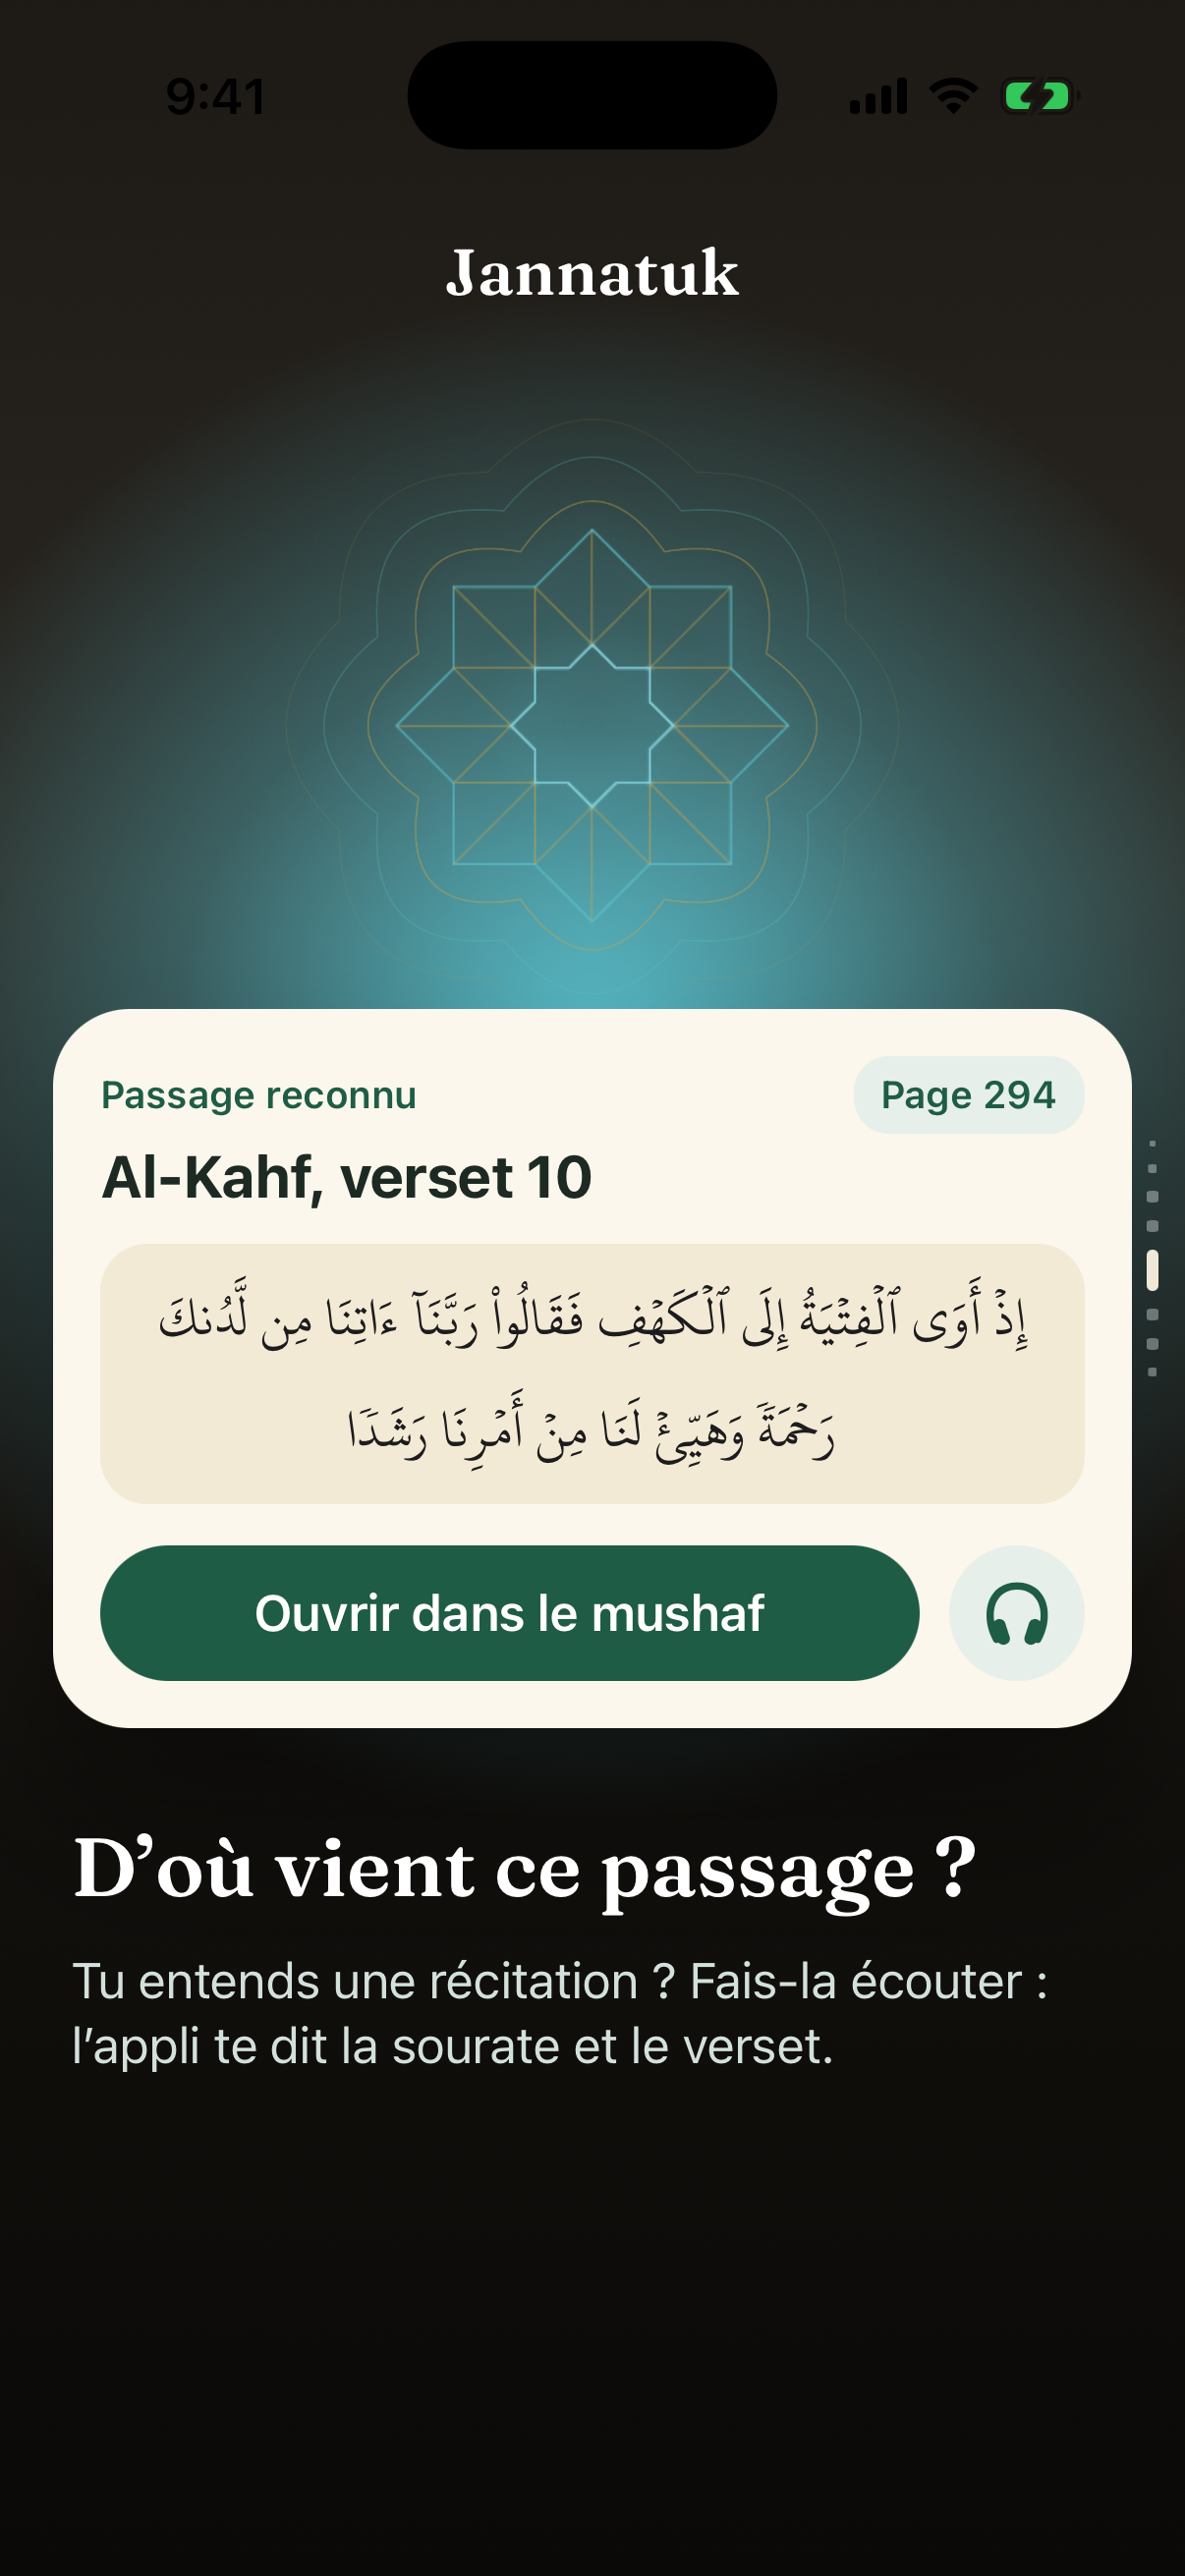 9:41
Jannatuk
Passage reconnu
Page 294
Al-Kahf, verset 10
إِذۡ أَوَى ٱلۡفِتۡيَةُ إِلَى ٱلۡكَهۡفِ فَقَالُواْ رَبَّنَآ ءَاتِنَا مِن لَّدُنكَ
رَحۡمَةٗ وَهَيِّئۡ لَنَا مِنۡ أَمۡرِنَا رَشَدٗا
Ouvrir dans le mushaf
D’où vient ce passage ?
Tu entends une récitation ? Fais-la écouter :
l’appli te dit la sourate et le verset.